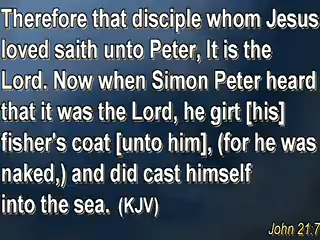 Therefore that disciple whom Jesus
loved saith unto Peter, It is the
Lord. Now when Simon Peter heard
that it was the Lord, he girt [his]
fisher's coat [unto him], (for he was
naked,) and did cast himself
into the sea. (KJV)
John 21:7